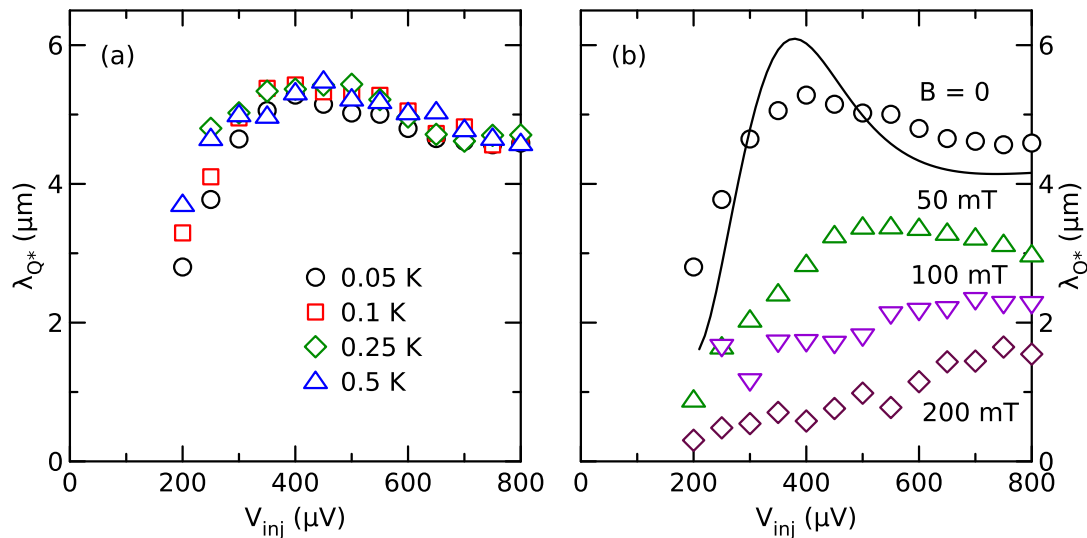 (a)
6
4
2
0
λQ* (μm)
0.05 K
0.1 K
0.25 K
0.5 K
0 200 400 600 800
Vinj (μV)
(b)
B = 0
50 mT
100 mT
200 mT
6
4
2
0
λQ* (μm)
0 200 400 600 800
Vinj (μV)